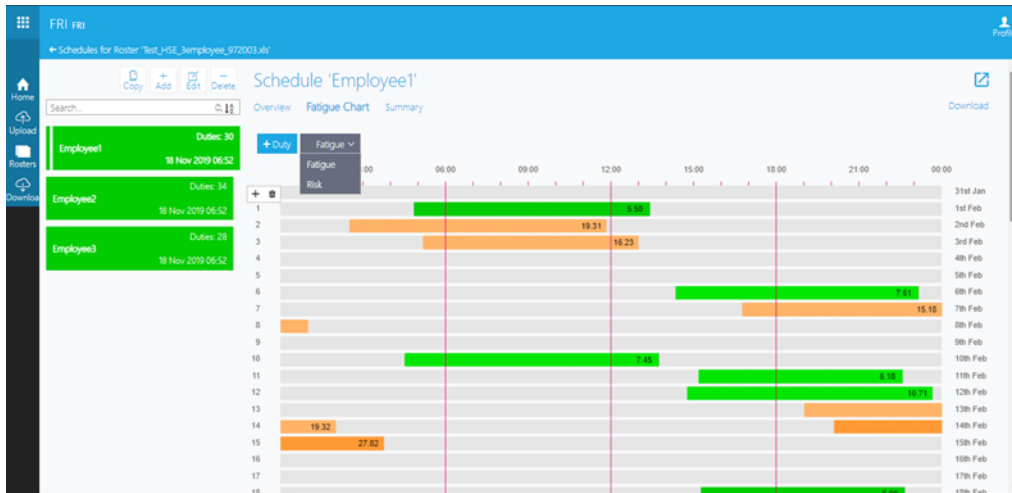 FRI FRI
Profil
← Schedules for Roster 'Test_HSE_3employee_972003.xls'
Home
Upload
Rosters
Downloa
Copy
Add
Edit
Delete
Search...
Employee1
Duties: 30
18 Nov 2019 06:52
Employee2
Duties: 34
18 Nov 2019 06:52
Employee3
Duties: 28
18 Nov 2019 06:52
Schedule 'Employee1'
Overview Fatigue Chart Summary
Download
+ Duty
Fatigue
Fatigue
Risk
:00 06:00 09:00 12:00 15:00 18:00 21:00 00:00
31st Jan
1 5.50 1st Feb
2 19.31 2nd Feb
3 16.23 3rd Feb
4 4th Feb
5 5th Feb
6 7.61 6th Feb
7 15.18 7th Feb
8 8th Feb
9 9th Feb
10 7.45 10th Feb
11 6.18 11th Feb
12 10.71 12th Feb
13 13th Feb
14 19.32 14th Feb
15 27.82 15th Feb
16 16th Feb
17 17th Feb
18 18th Feb